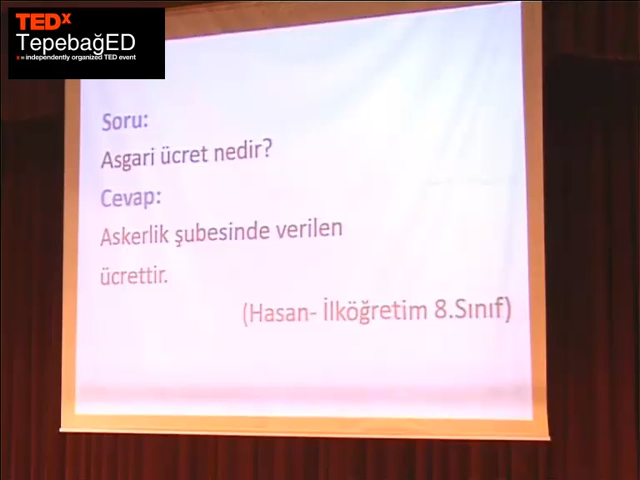 TEDx
TepebağED
x = independently organized TED event
Soru:
Asgari ücret nedir?
Cevap:
Askerlik şubesinde verilen
ücrettir.
(Hasan- İlköğretim 8.Sınıf)